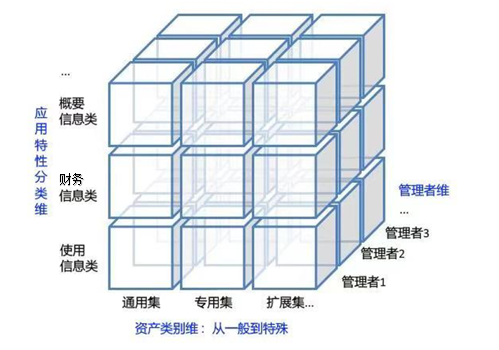 ...
概要
信息类
财务
信息类
使用
信息类
应用特性分类维
管理者维
...
管理者3
管理者2
管理者1
通用集
专用集
扩展集...
资产类别维：从一般到特殊